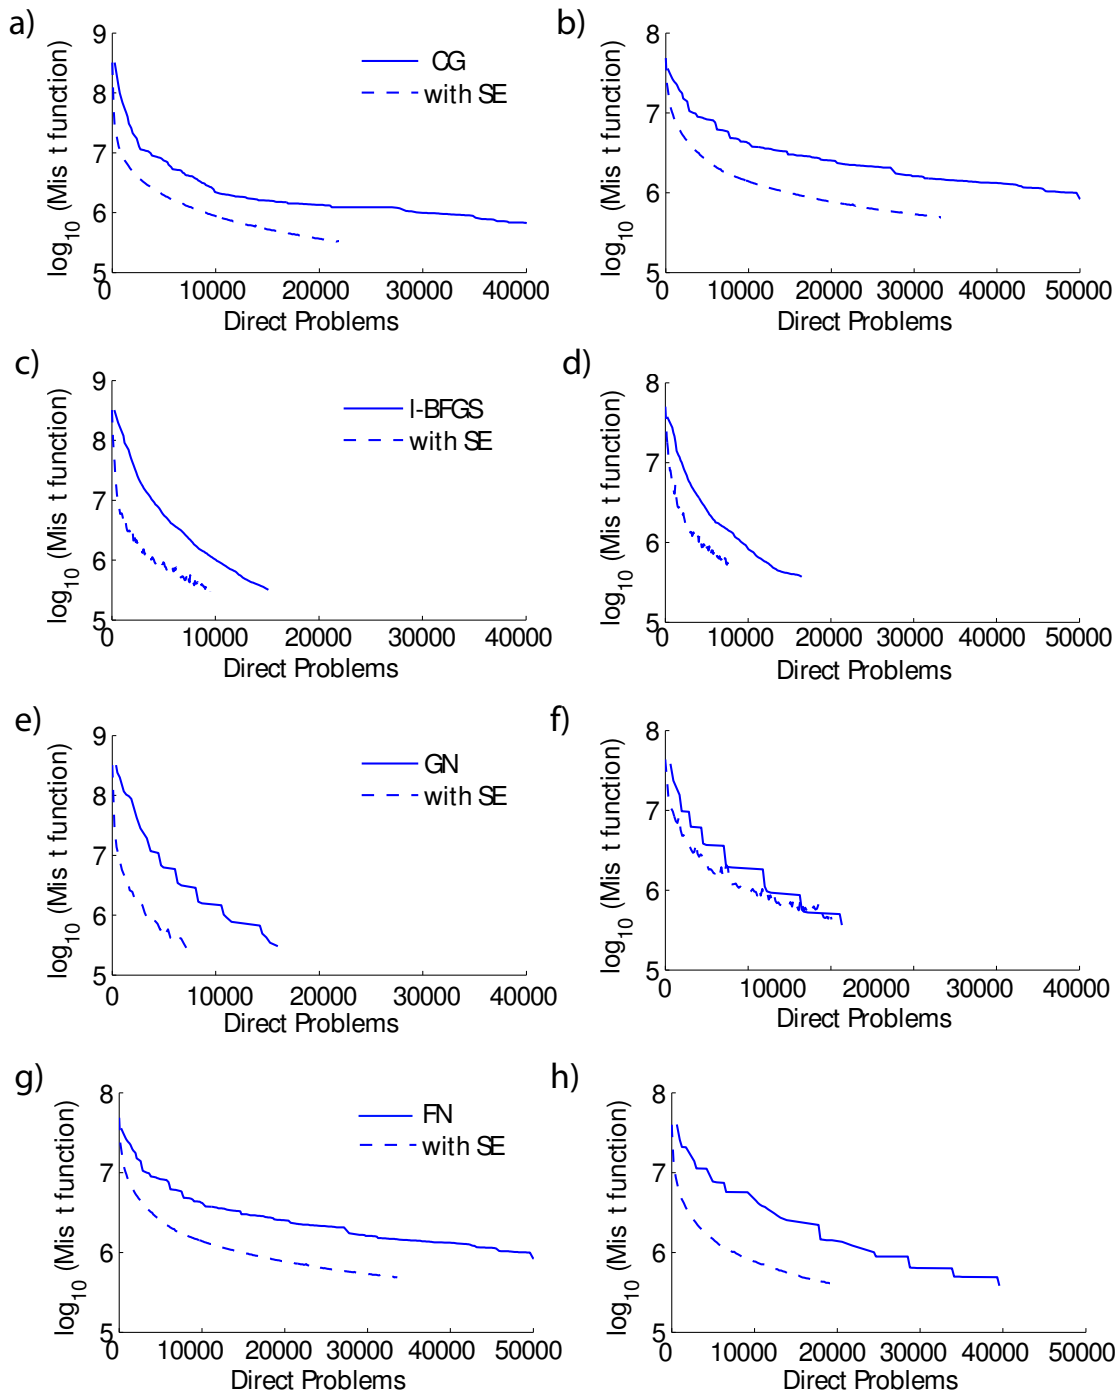 a)
b)
9
8
7
6
5
log10 (Mis t function)
CG
with SE
0 10000 20000 30000 40000
Direct Problems
8
7
6
5
log10 (Mis t function)
0 10000 20000 30000 40000 50000
Direct Problems
c)
d)
9
8
7
6
5
log10 (Mis t function)
l-BFGS
with SE
0 10000 20000 30000 40000
Direct Problems
8
7
6
5
log10 (Mis t function)
0 10000 20000 30000 40000 50000
Direct Problems
e)
f)
9
8
7
6
5
log10 (Mis t function)
GN
with SE
0 10000 20000 30000 40000
Direct Problems
8
7
6
5
log10 (Mis t function)
0 10000 20000 30000 40000
Direct Problems
g)
h)
8
7
6
5
log10 (Mis t function)
FN
with SE
0 10000 20000 30000 40000 50000
Direct Problems
8
7
6
5
log10 (Mis t function)
0 10000 20000 30000 40000 50000
Direct Problems